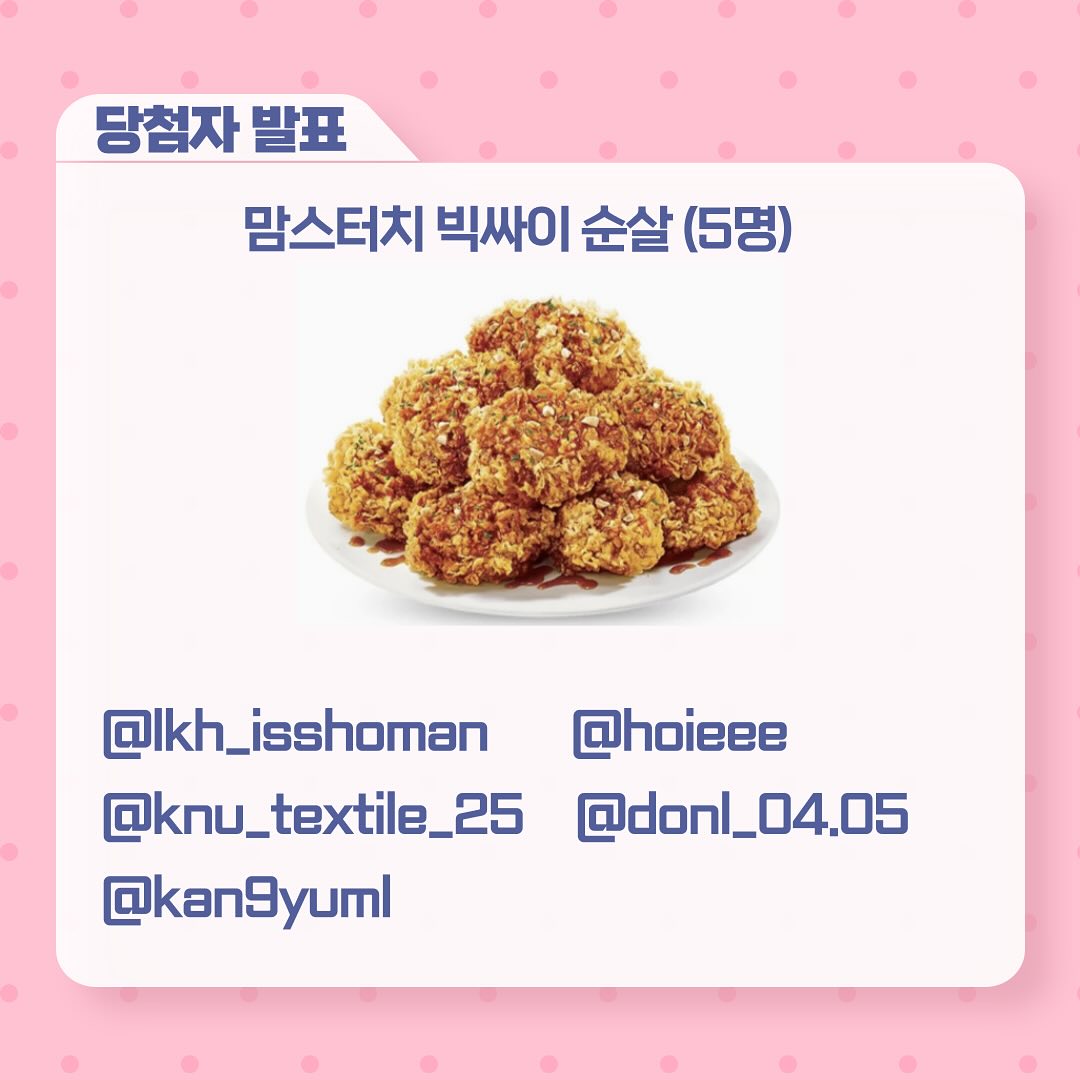 당첨자 발표
맘스터치 빅싸이 순살 (5명)
@lkh_isshoman @hoieee
@knu_textile_25 @donl_04.05
@kan9yuml